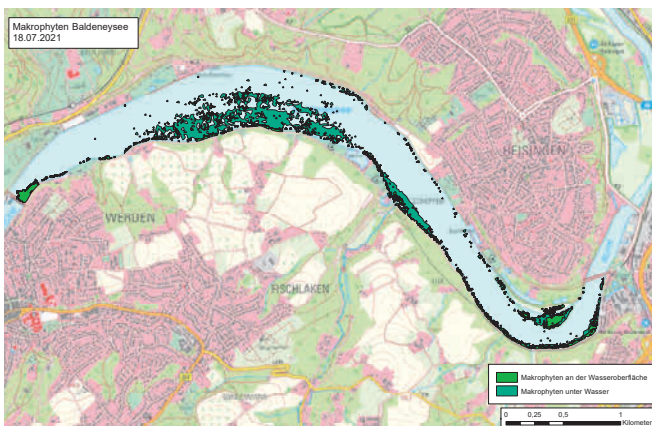 Makrophyten Baldeneysee
18.07.2021
HEISINGEN
WERDEN
FISCHLAKEN
Makrophyten an der Wasseroberfläche
Makrophyten unter Wasser
0 0,25 0,5 1
Kilometer